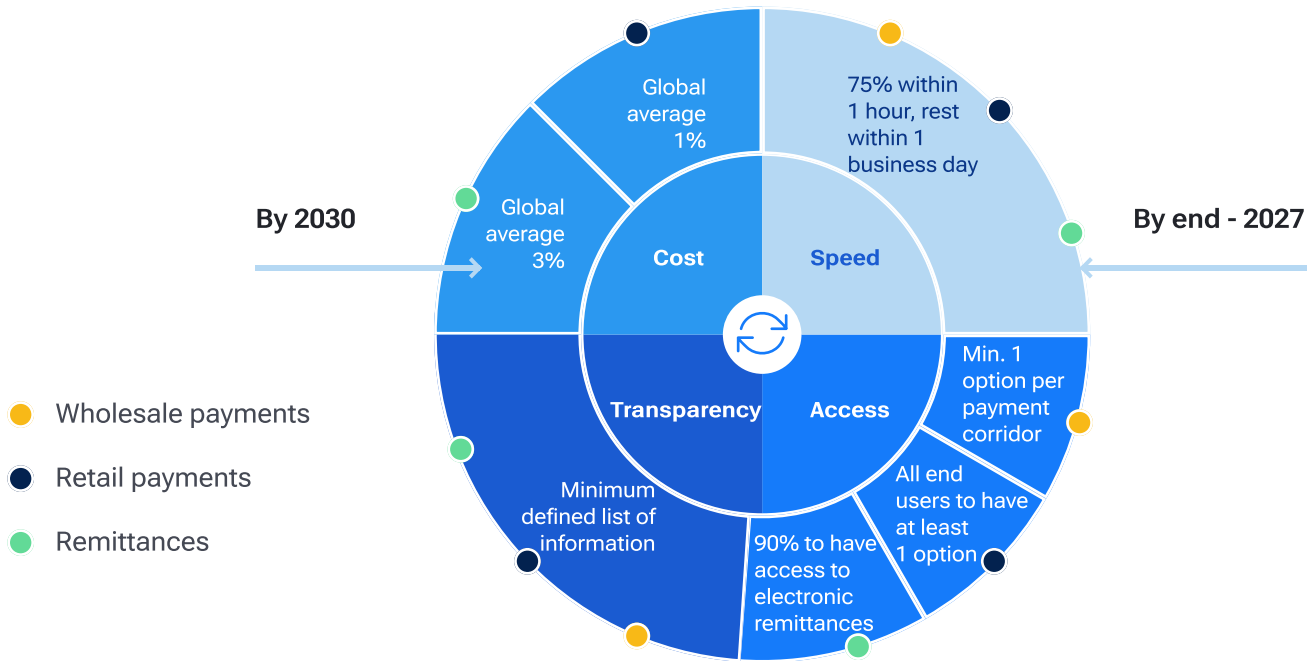 Global
average
1%
75% within
1 hour, rest
within 1
business day
By 2030
Global
average
3%
By end - 2027
Cost
Speed
Transparency
Access
Min. 1
option per
payment
corridor
Wholesale payments
Retail payments
Remittances
All end
users to have
at least
1 option
Minimum
defined list of
information
90% to have
access to
electronic
remittances